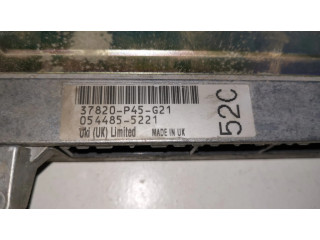 37820-P45-G21
054485-5221
(UK) Limited MADE IN UK
52C